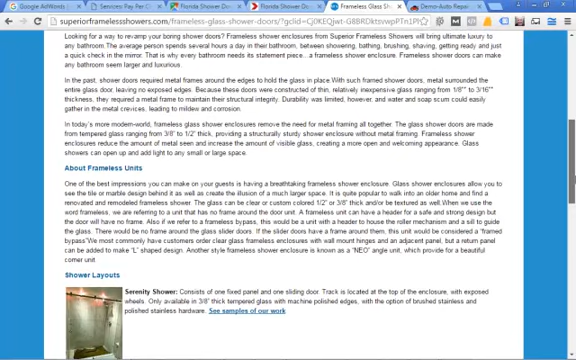 Google AdWords
Services Pay Per C
Florida Shower Doo
Florida Shower Door
Frameless Glass Show
Demo-Auto Repair
superiorframelessshowers.com/frameless-glass-shower-doors/?gclid=
Looking for a way to revamp your boring shower doors? Frameless shower enclosures from Superior Frameless Showers will bring ultimate luxury to
any bathroom.The average person spends several hours a day in their bathroom, between showering, bathing, brushing, shaving, getting ready and just
a quick check in the mirror. That is why every bathroom needs its statement piece... a frameless shower enclosure. Frameless shower doors can make
any bathroom seem larger and luxurious.
In the past, shower doors required metal frames around the edges to hold the glass in place.With such framed shower doors, metal surrounded the
entire glass door, leaving no exposed edges. Because these doors were constructed of thin, relatively inexpensive glass ranging from 1/8"" to 3/16""
thickness, they required a metal frame to maintain their structural integrity. Durability was limited, however, and water and soap scum could easily
gather in the metal crevices, leading to mildew and corrosion.
In today's more modern-world, frameless glass shower enclosures remove the need for metal framing all together. The glass shower doors are made
from tempered glass ranging from 3/8" to 1/2" thick, providing a structurally sturdy shower enclosure without metal framing. Frameless shower
enclosures reduce the amount of metal seen and increase the amount of visible glass, creating a more open and welcoming appearance. Glass
showers can open up and add light to any small or large space.
About Frameless Units
One of the best impressions you can make on your guests is having a breathtaking frameless shower enclosure. Glass shower enclosures allow you to
see the tile or marble design behind it as well as create the illusion of a much larger space. It is quite popular to walk into an older home and find a
renovated and remodeled frameless shower. The glass can be clear or custom colored 1/2" or 3/8" thick and/or be textured as well.When we use the
word frameless, we are referring to a unit that has no frame around the door unit. A frameless unit can have a header for a safe and strong design but
the door will have no frame. Also if we refer to a frameless bypass, this would be a unit with a header to house the roller mechanism and a sill to guide
the glass. There would be no frame around the glass slider doors. If the slider doors have a frame around them, this unit would be considered a "framed
bypass"We most commonly have customers order clear glass frameless enclosures with wall mount hinges and an adjacent panel, but a return panel
can be added to make "L" shaped design. Another style frameless shower enclosure is known as a "NEO" angle unit, which provide for a beautiful
corner unit
Shower Layouts
Serenity Shower: Consists of one fixed panel and one sliding door. Track is located at the top of the enclosure, with exposed
wheels. Only available in 3/8" thick tempered glass with machine polished edges, with the option of brushed stainless and
polished stainless hardware. See samples of our work